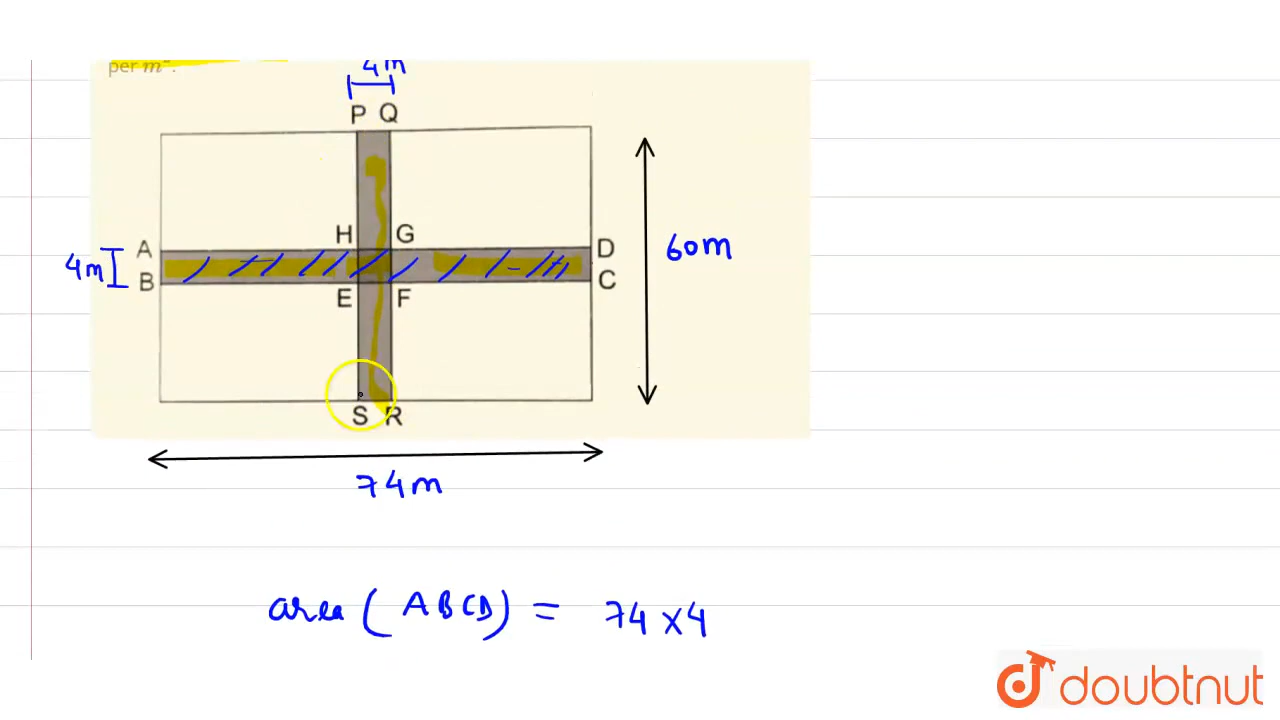 per m².
4m
P Q
H G
A D
4m
60m
B C
E F
S R
74m
area (ABCD) = 74 × 4
doubtnut